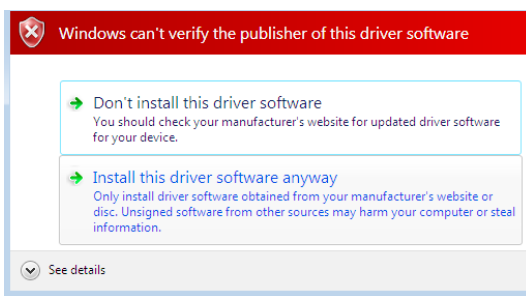 Windows can't verify the publisher of this driver software
Don't install this driver software
You should check your manufacturer's website for updated driver software
for your device.
Install this driver software anyway
Only install driver software obtained from your manufacturer's website or
disc. Unsigned software from other sources may harm your computer or steal
information.
See details